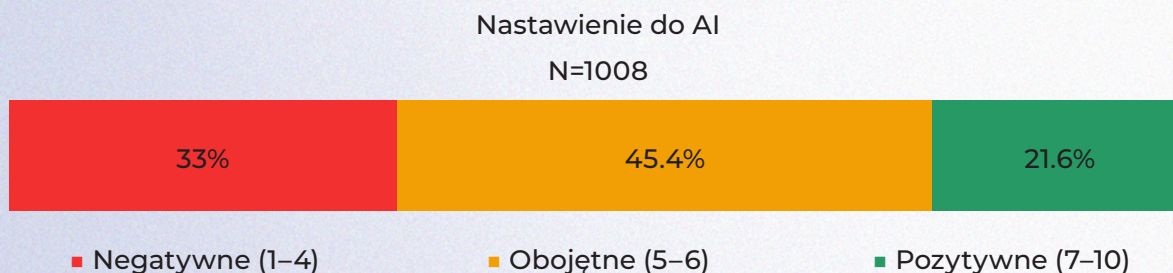 Nastawienie do AI
N=1008
33% 45.4% 21.6%
Negatywne (1–4) Obojętne (5–6) Pozytywne (7–10)